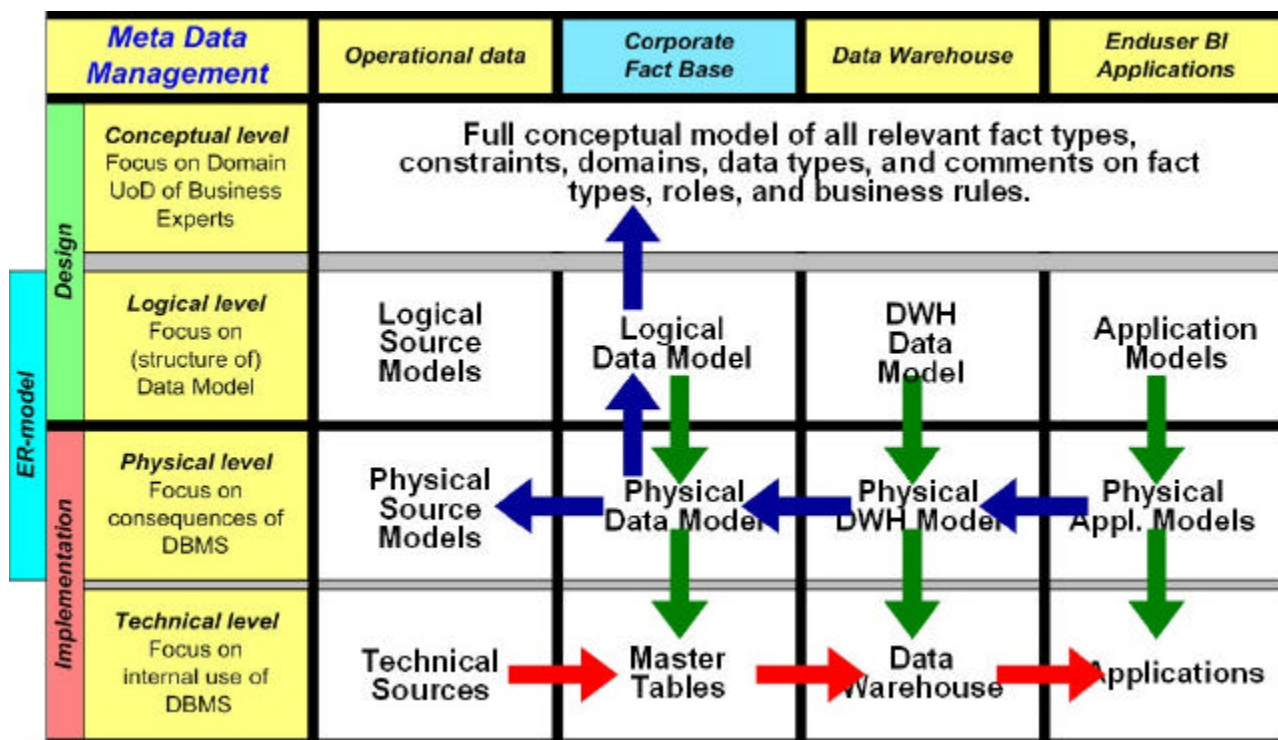 Meta Data
Management
Operational data
Corporate
Fact Base
Data Warehouse
Enduser BI
Applications
Design
Conceptual level
Focus on Domain
UoD of Business
Experts
Full conceptual model of all relevant fact types,
constraints, domains, data types, and comments on fact
types, roles, and business rules.
ER-model
Logical level
Focus on
(structure of)
Data Model
Logical
Source
Models
Logical
Data Model
DWH
Data
Model
Application
Models
Implementation
Physical level
Focus on
consequences of
DBMS
Physical
Source
Models
Physical
Data Model
Physical
DWH Model
Physical
Appl. Models
Technical level
Focus on
internal use of
DBMS
Technical
Sources
Master
Tables
Data
Warehouse
Applications